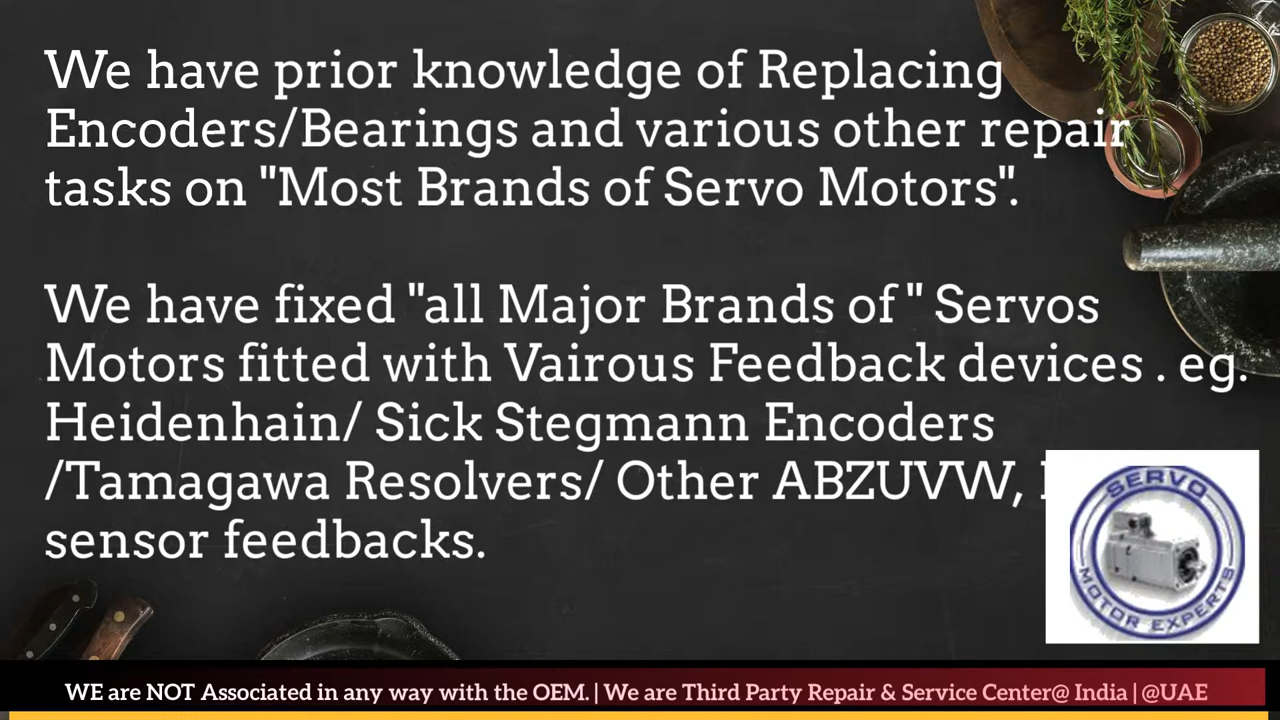 We have prior knowledge of Replacing
Encoders/Bearings and various other repair
tasks on "Most Brands of Servo Motors".
We have fixed "all Major Brands of " Servos
Motors fitted with Vairous Feedback devices . eg.
Heidenhain/ Sick Stegmann Encoders
/Tamagawa Resolvers/ Other ABZUVW,
sensor feedbacks.
SERVO
MOTOR EXPERTS
WE are NOT Associated in any way with the OEM. | We are Third Party Repair & Service Center@ India | @UAE